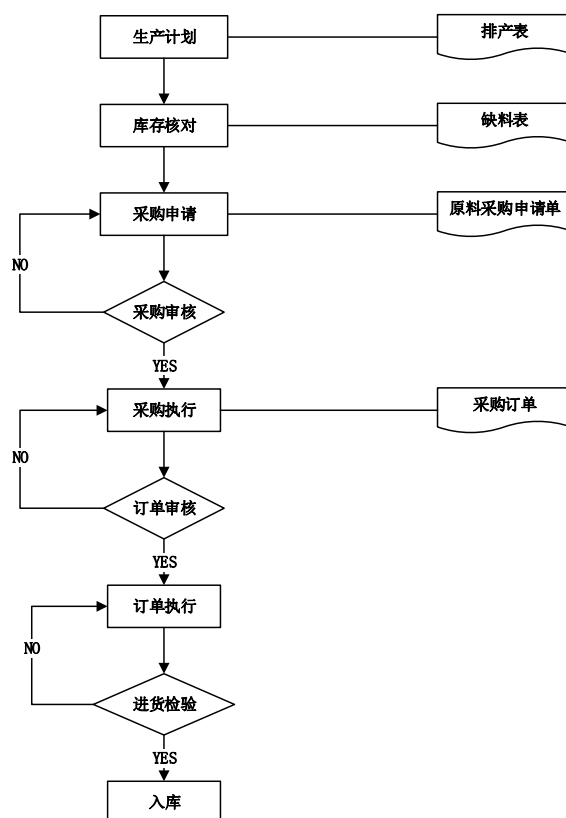 生产计划
排产表
库存核对
缺料表
采购申请
原料采购申请单
NO
采购审核
YES
采购执行
采购订单
NO
订单审核
YES
订单执行
NO
进货检验
YES
入库